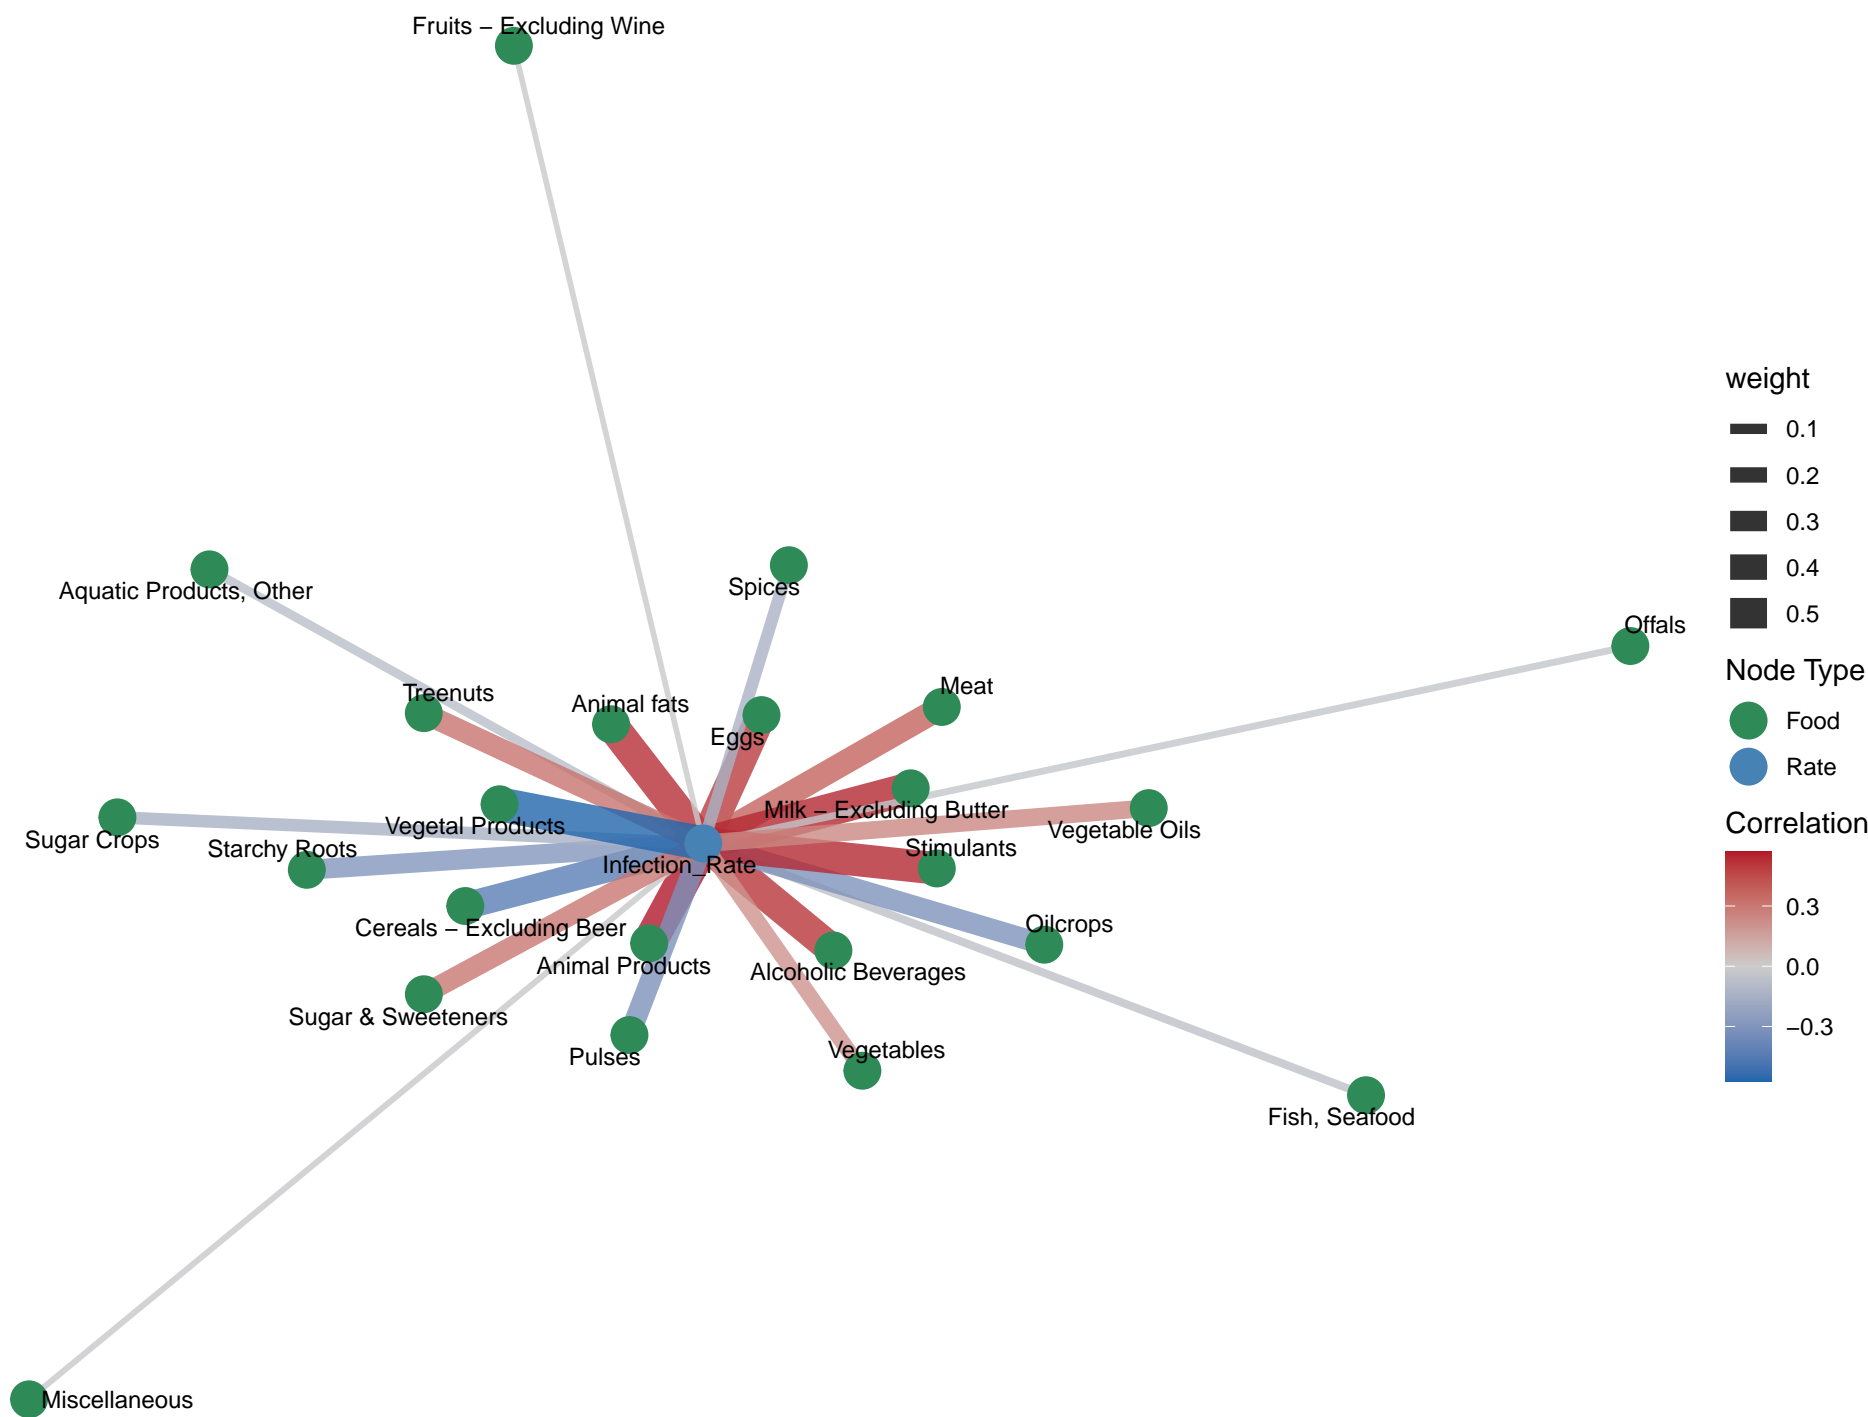 Fruits – Excluding Wine
Aquatic Products, Other
Spices
Offals
Treenuts
Animal fats
Meat
Eggs
Milk – Excluding Butter
Vegetal Products
Vegetable Oils
Sugar Crops
Starchy Roots
Stimulants
Infection_Rate
Cereals – Excluding Beer
Oilcrops
Animal Products
Alcoholic Beverages
Sugar & Sweeteners
Pulses
Vegetables
Fish, Seafood
Miscellaneous
weight
0.1
0.2
0.3
0.4
0.5
Node Type
Food
Rate
Correlation
0.3
0.0
–0.3